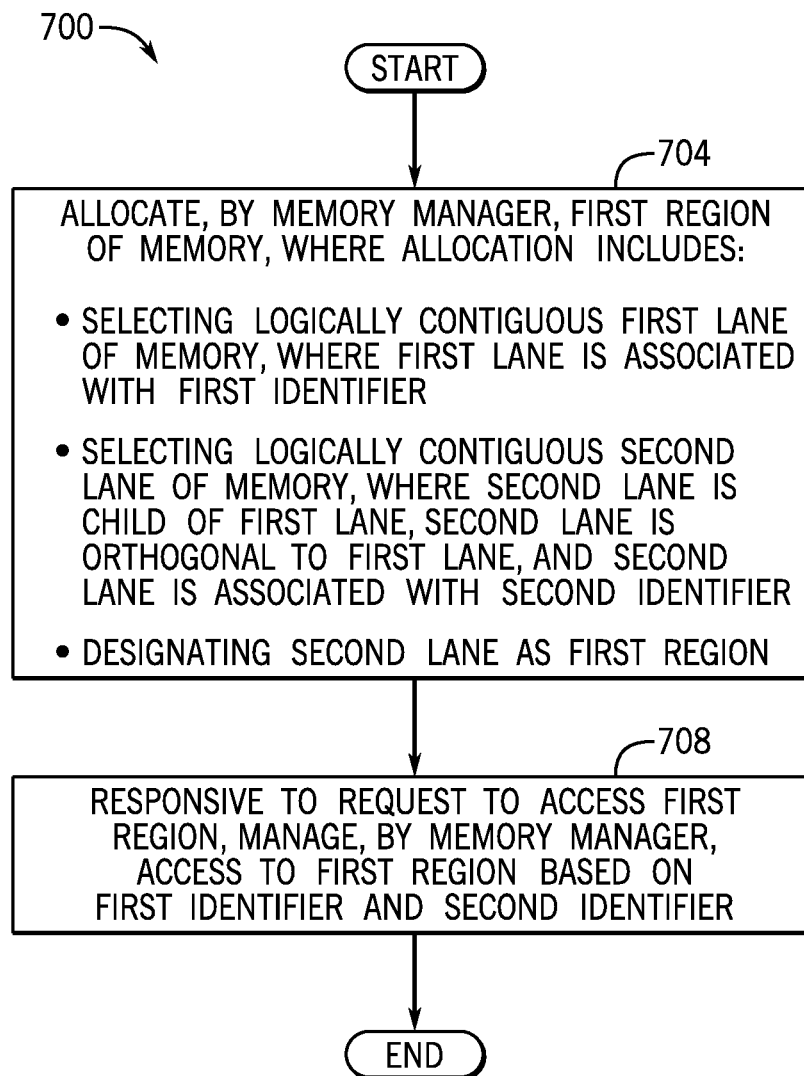 700
START
704
ALLOCATE, BY MEMORY MANAGER, FIRST REGION
OF MEMORY, WHERE ALLOCATION INCLUDES:
• SELECTING LOGICALLY CONTIGUOUS FIRST LANE
OF MEMORY, WHERE FIRST LANE IS ASSOCIATED
WITH FIRST IDENTIFIER
• SELECTING LOGICALLY CONTIGUOUS SECOND
LANE OF MEMORY, WHERE SECOND LANE IS
CHILD OF FIRST LANE, SECOND LANE IS
ORTHOGONAL TO FIRST LANE, AND SECOND
LANE IS ASSOCIATED WITH SECOND IDENTIFIER
• DESIGNATING SECOND LANE AS FIRST REGION
708
RESPONSIVE TO REQUEST TO ACCESS FIRST
REGION, MANAGE, BY MEMORY MANAGER,
ACCESS TO FIRST REGION BASED ON
FIRST IDENTIFIER AND SECOND IDENTIFIER
END